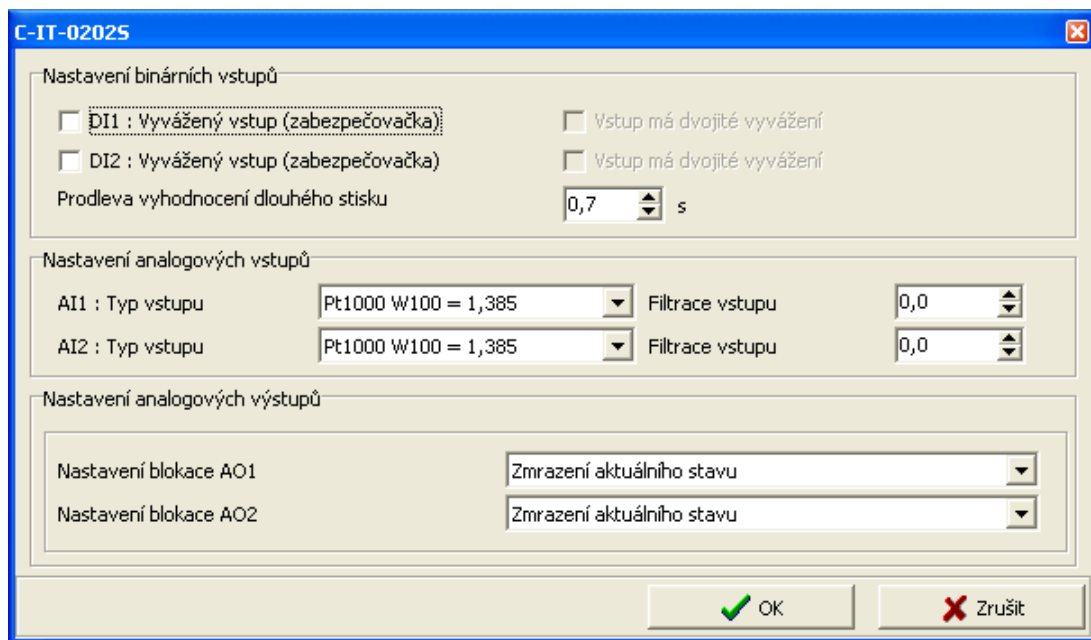 C-IT-0202S
Nastavení binárních vstupů
DI1 : Vyvážený vstup (zabezpečovačka) Vstup má dvojité vyvážení
DI2 : Vyvážený vstup (zabezpečovačka) Vstup má dvojité vyvážení
Prodleva vyhodnocení dlouhého stisku 0,7 s
Nastavení analogových vstupů
AI1 : Typ vstupu Pt1000 W100 = 1,385 Filtrace vstupu 0,0
AI2 : Typ vstupu Pt1000 W100 = 1,385 Filtrace vstupu 0,0
Nastavení analogových výstupů
Nastavení blokace AO1 Zmrazení aktuálního stavu
Nastavení blokace AO2 Zmrazení aktuálního stavu
OK Zrušit